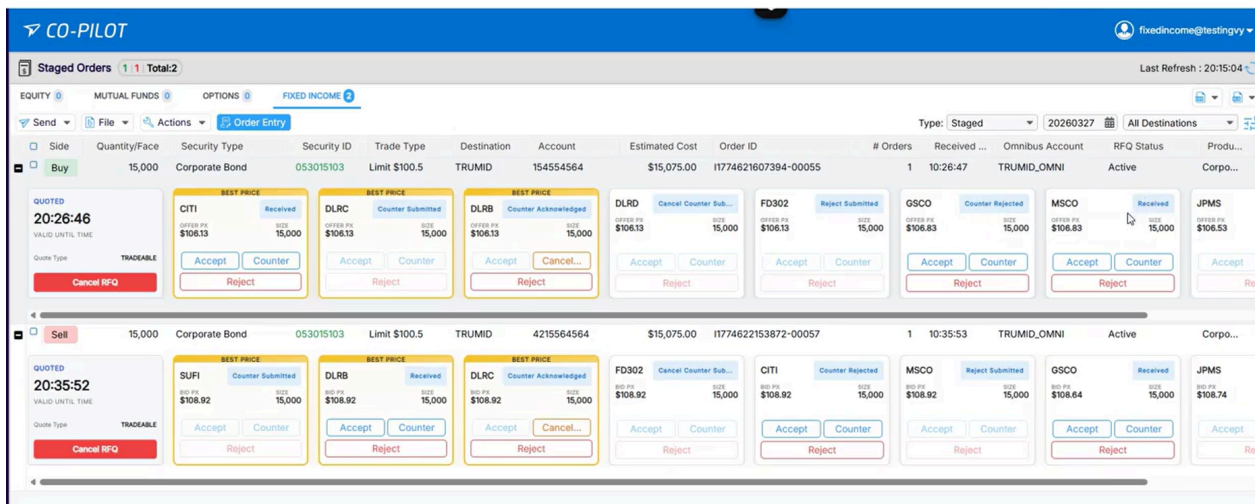 CO-PILOT
fixedincome@testingvy
Staged Orders 1 1 Total:2
Last Refresh : 20:15:04
EQUITY 0 MUTUAL FUNDS 0 OPTIONS 0 FIXED INCOME 2
Send File Actions Order Entry Type: Staged 20260327 All Destinations
Side Quantity/Face Security Type Security ID Trade Type Destination Account Estimated Cost Order ID # Orders Received ... Omnibus Account RFQ Status Produ...
Buy 15,000 Corporate Bond 053015103 Limit $100.5 TRUMID 154554564 $15,075.00 I1774621607394-00055 1 10:26:47 TRUMID_OMNI Active Corpo...
QUOTED
20:26:46
VALID UNTIL TIME
Quote Type TRADEABLE
Cancel RFQ
BEST PRICE
CITI Received
OFFER PX SIZE
$106.13 15,000
Accept Counter
Reject
BEST PRICE
DLRC Counter Submitted
OFFER PX SIZE
$106.13 15,000
Accept Counter
Reject
BEST PRICE
DLRB Counter Acknowledged
OFFER PX SIZE
$106.13 15,000
Accept Cancel...
Reject
DLRD Cancel Counter Sub...
OFFER PX SIZE
$106.13 15,000
Accept Counter
Reject
FD302 Reject Submitted
OFFER PX SIZE
$106.13 15,000
Accept Counter
Reject
GSCO Counter Rejected
OFFER PX SIZE
$106.83 15,000
Accept Counter
Reject
MSCO Received
OFFER PX SIZE
$106.83 15,000
Accept Counter
Reject
JPMS
OFFER PX
$106.53
Accept
Re
Sell 15,000 Corporate Bond 053015103 Limit $100.5 TRUMID 4215564564 $15,075.00 I1774622153872-00057 1 10:35:53 TRUMID_OMNI Active Corpo...
QUOTED
20:35:52
VALID UNTIL TIME
Quote Type TRADEABLE
Cancel RFQ
BEST PRICE
SUFI Counter Submitted
BID PX SIZE
$108.92 15,000
Accept Counter
Reject
BEST PRICE
DLRB Received
BID PX SIZE
$108.92 15,000
Accept Counter
Reject
BEST PRICE
DLRC Counter Acknowledged
BID PX SIZE
$108.92 15,000
Accept Cancel...
Reject
FD302 Cancel Counter Sub...
BID PX SIZE
$108.92 15,000
Accept Counter
Reject
CITI Counter Rejected
BID PX SIZE
$108.92 15,000
Accept Counter
Reject
MSCO Reject Submitted
BID PX SIZE
$108.92 15,000
Accept Counter
Reject
GSCO Received
BID PX SIZE
$108.64 15,000
Accept Counter
Reject
JPMS
BID PX
$108.74
Accept
Re